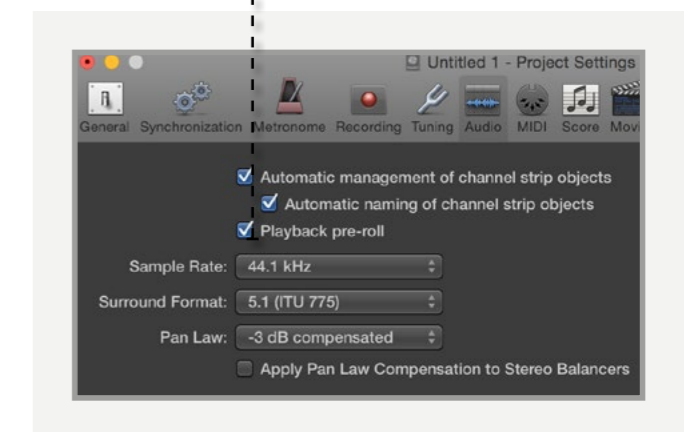 Untitled 1 - Project Settings
General Synchronization Metronome Recording Tuning Audio MIDI Score Movi
Automatic management of channel strip objects
Automatic naming of channel strip objects
Playback pre-roll
Sample Rate: 44.1 kHz
Surround Format: 5.1 (ITU 775)
Pan Law: -3 dB compensated
Apply Pan Law Compensation to Stereo Balancers